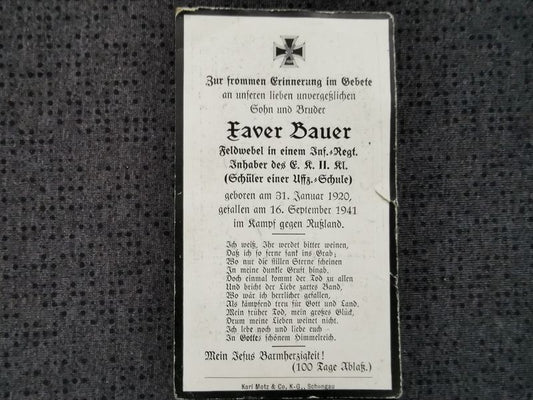 Zur frommen Erinnerung im Gebete
an unseren lieben unvergeßlichen
Sohn und Bruder
Xaver Bauer
Feldwebel in einem Inf.-Regt.
Inhaber des E. K. II. Kl.
(Schüler einer Uffz.-Schule)
geboren am 31. Januar 1920,
gefallen am 16. September 1941
im Kampf gegen Rußland.
Ich weiß, Ihr werdet bitter weinen,
Daß ich so ferne sank ins Grab;
Wo nur die stillen Sterne scheinen
In meine dunkle Gruft hinab.
Doch einmal kommt der Tod zu allen
Und bricht der Liebe zartes Band,
Wo wär ich herrlicher gefallen,
Als kämpfend treu für Gott und Land.
Mein früher Tod, mein großes Glück,
Drum meine Lieben weinet nicht.
Ich lebe noch und liebe euch
In Gottes schönem Himmelreich.
Mein Jesus Barmherzigkeit!
(100 Tage Ablaß.)
Karl Motz & Co. K.-G., Schongau